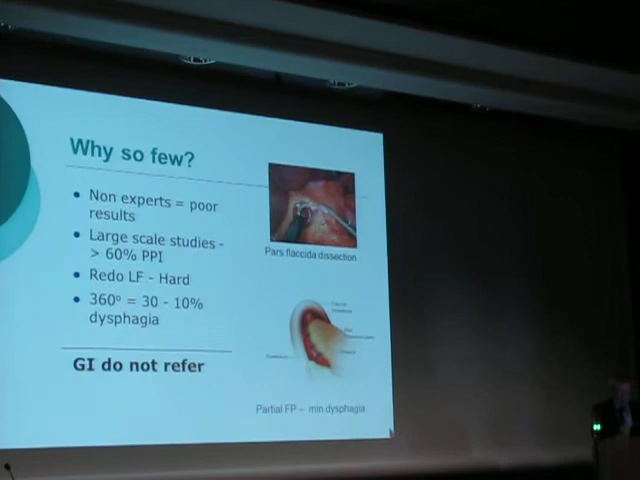 Why so few?
• Non experts = poor
results
• Large scale studies -
> 60% PPI
• Redo LF - Hard
• 360º = 30 - 10%
dysphagia
GI do not refer
Pars flaccida dissection
Partial FP – min dysphagia